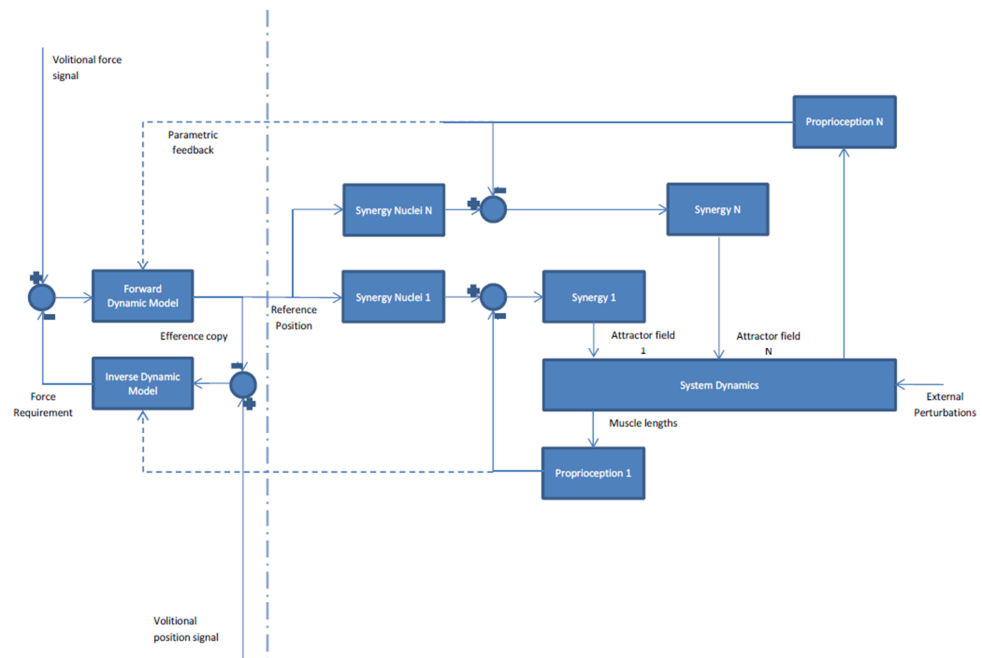 Volitional force
signal
Proprioception N
Parametric
feedback
Synergy Nuclei N
Synergy N
Forward
Dynamic Model
Synergy Nuclei 1
Synergy 1
Reference
Position
Efference copy
Attractor field
1
Attractor field
N
Inverse Dynamic
Model
System Dynamics
Force
Requirement
External
Perturbations
Muscle lengths
Proprioception 1
Volitional
position signal